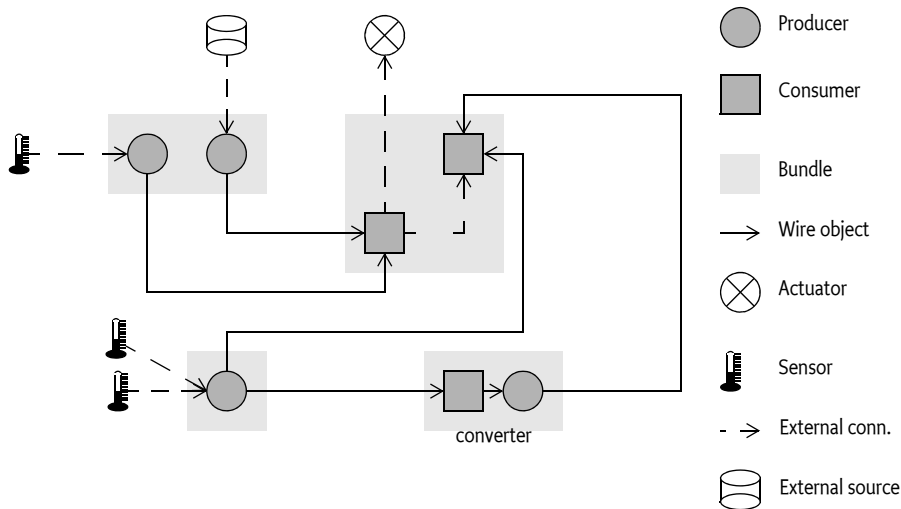 Producer
Consumer
Bundle
Wire object
Actuator
Sensor
External conn.
converter
External source